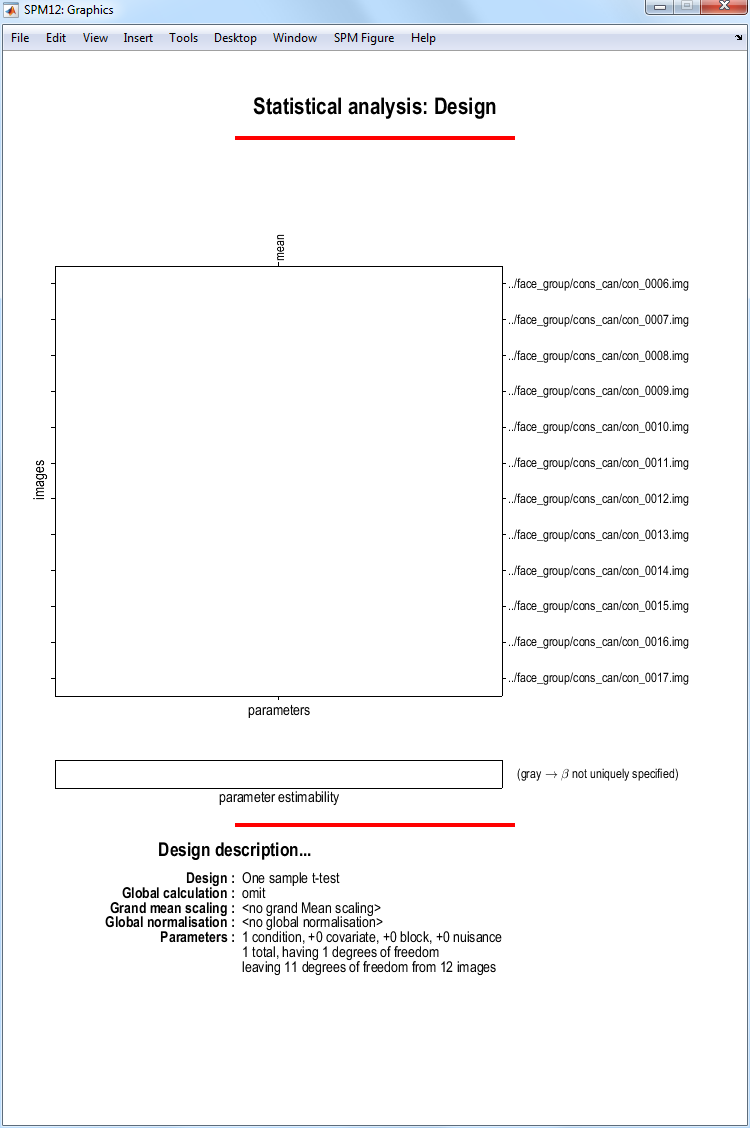 SPM12: Graphics
File Edit View Insert Tools Desktop Window SPM Figure Help
Statistical analysis: Design
mean
../face_group/cons_can/con_0006.img
../face_group/cons_can/con_0007.img
../face_group/cons_can/con_0008.img
../face_group/cons_can/con_0009.img
../face_group/cons_can/con_0010.img
../face_group/cons_can/con_0011.img
../face_group/cons_can/con_0012.img
../face_group/cons_can/con_0013.img
../face_group/cons_can/con_0014.img
../face_group/cons_can/con_0015.img
../face_group/cons_can/con_0016.img
../face_group/cons_can/con_0017.img
images
parameters
(gray → β not uniquely specified)
parameter estimability
Design description...
Design : One sample t-test
Global calculation : omit
Grand mean scaling : <no grand Mean scaling>
Global normalisation : <no global normalisation>
Parameters : 1 condition, +0 covariate, +0 block, +0 nuisance
1 total, having 1 degrees of freedom
leaving 11 degrees of freedom from 12 images